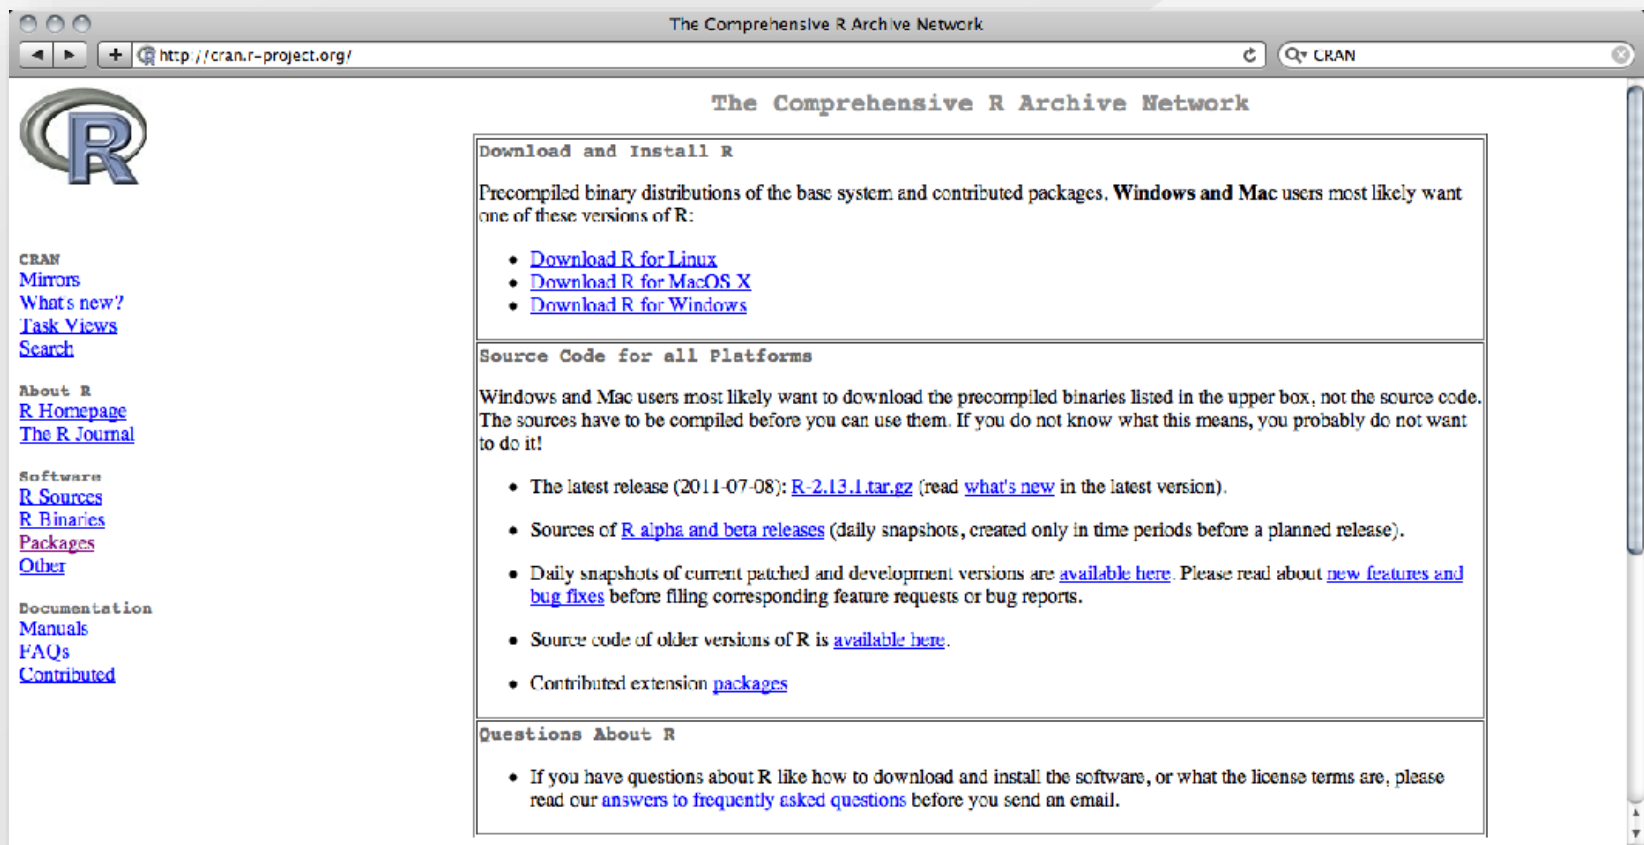 The Comprehensive R Archive Network
http://cran.r-project.org/
CRAN
R
CRAN
Mirrors
What's new?
Task Views
Search
About R
R Homepage
The R Journal
Software
R Sources
R Binaries
Packages
Other
Documentation
Manuals
FAQs
Contributed
The Comprehensive R Archive Network
Download and Install R
Precompiled binary distributions of the base system and contributed packages, Windows and Mac users most likely want
one of these versions of R:
• Download R for Linux
• Download R for MacOS X
• Download R for Windows
Source Code for all Platforms
Windows and Mac users most likely want to download the precompiled binaries listed in the upper box, not the source code.
The sources have to be compiled before you can use them. If you do not know what this means, you probably do not want
to do it!
• The latest release (2011-07-08): R-2.13.1.tar.gz (read what's new in the latest version).
• Sources of R alpha and beta releases (daily snapshots, created only in time periods before a planned release).
• Daily snapshots of current patched and development versions are available here. Please read about new features and
bug fixes before filing corresponding feature requests or bug reports.
• Source code of older versions of R is available here.
• Contributed extension packages
Questions About R
• If you have questions about R like how to download and install the software, or what the license terms are, please
read our answers to frequently asked questions before you send an email.